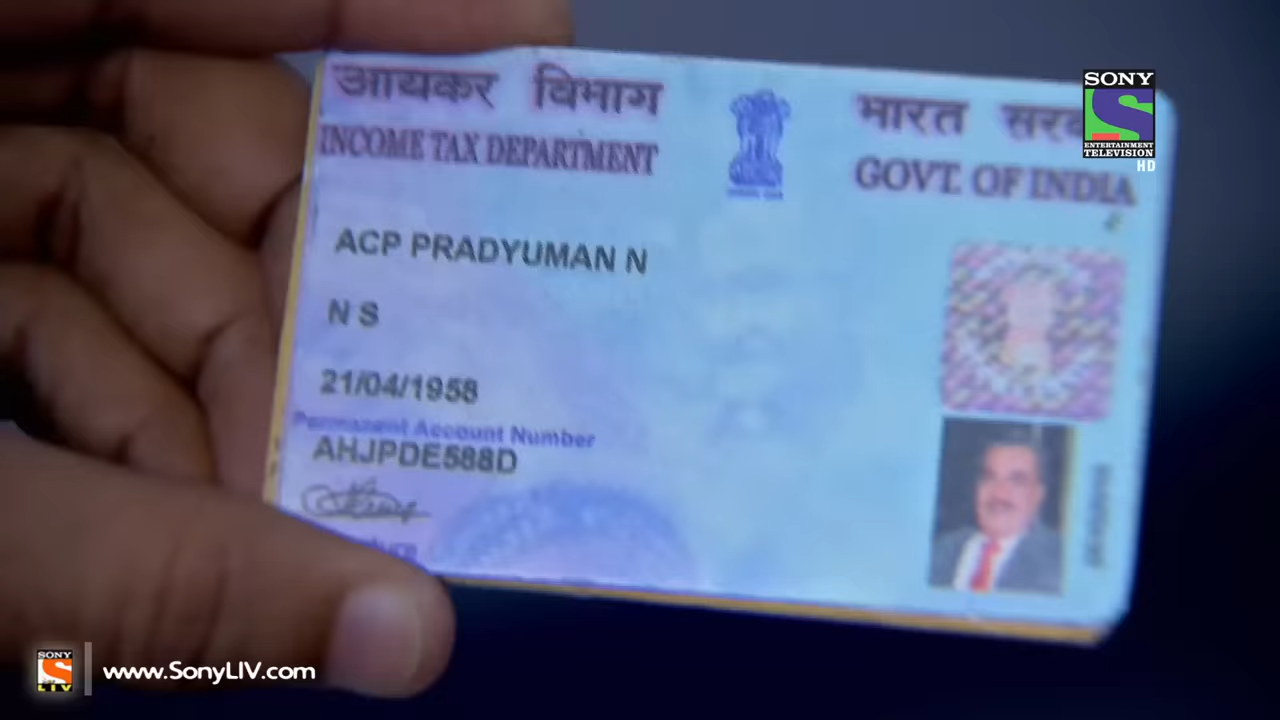 आयकर विभाग
INCOME TAX DEPARTMENT
भारत
GOVT. OF INDIA
ACP PRADYUMAN N
N S
21/04/1958
Permanent Account Number
AHJPDE588D
SONY
ENTERTAINMENT
TELEVISION
HD
SONY
LIV
www.SonyLIV.com